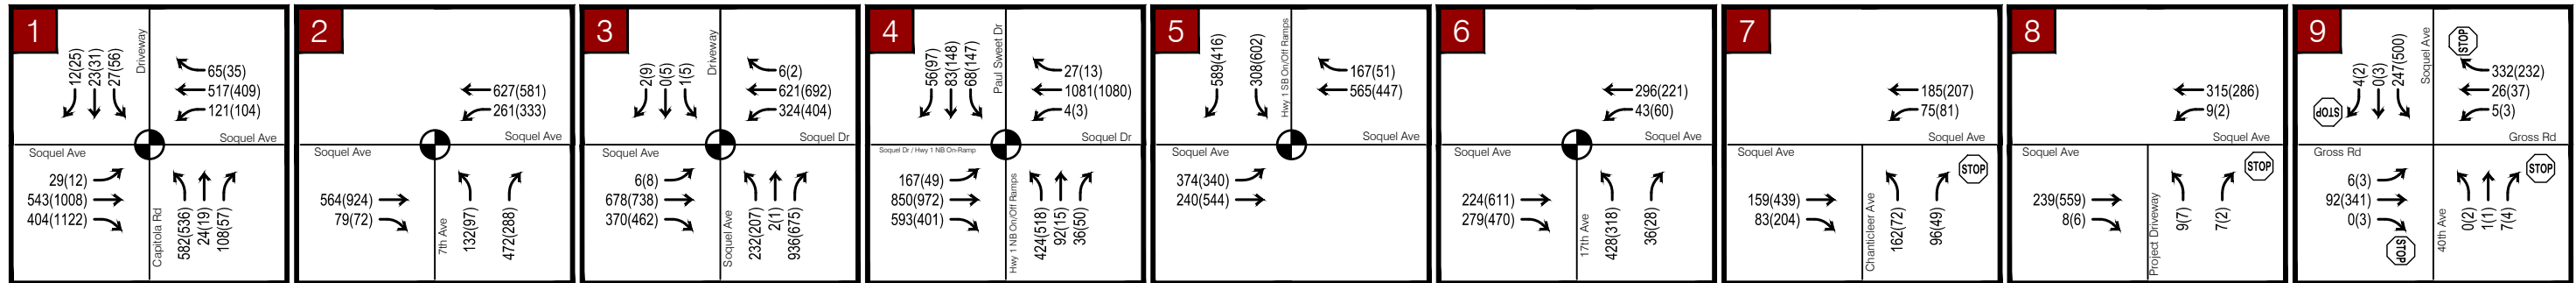 1
12(25)
23(31)
27(56)
Driveway
65(35)
517(409)
121(104)
Soquel Ave
Soquel Ave
29(12)
543(1008)
404(1122)
Capitola Rd
582(536)
24(19)
108(57)
2
627(581)
261(333)
Soquel Ave
Soquel Ave
564(924)
79(72)
7th Ave
132(97)
472(288)
3
2(9)
0(5)
1(5)
Driveway
6(2)
621(692)
324(404)
Soquel Dr
Soquel Ave
6(8)
678(738)
370(462)
Soquel Ave
232(207)
2(1)
936(675)
4
56(97)
83(148)
68(147)
Paul Sweet Dr
27(13)
1081(1080)
4(3)
Soquel Dr
Soquel Dr / Hwy 1 NB On-Ramp
167(49)
850(972)
593(401)
Hwy 1 NB On/Off Ramps
424(518)
92(15)
36(50)
5
589(416)
308(602)
Hwy 1 SB On/Off Ramps
167(51)
565(447)
Soquel Ave
Soquel Ave
374(340)
240(544)
6
296(221)
43(60)
Soquel Ave
Soquel Ave
224(611)
279(470)
17th Ave
428(318)
36(28)
7
185(207)
75(81)
Soquel Ave
Soquel Ave
159(439)
83(204)
Chanticleer Ave
162(72)
96(49)
STOP
8
315(286)
9(2)
Soquel Ave
Soquel Ave
239(559)
8(6)
Project Driveway
9(7)
7(2)
STOP
9
STOP
4(2)
0(3)
247(500)
Soquel Ave
STOP
332(232)
26(37)
5(3)
Gross Rd
Gross Rd
6(3)
92(341)
0(3)
STOP
40th Ave
0(2)
1(1)
7(4)
STOP